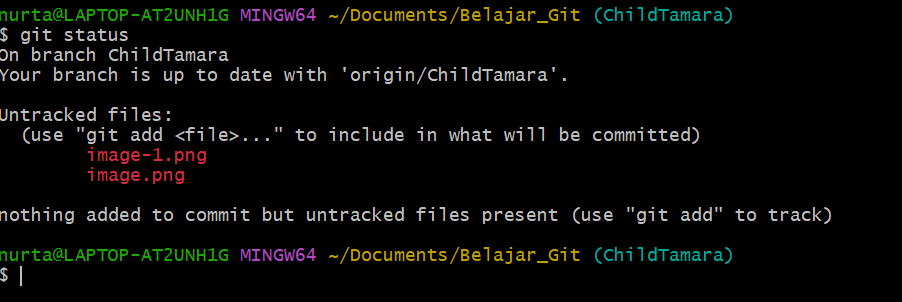 nurta@LAPTOP-AT2UNH1G MINGW64 ~/Documents/Belajar_Git (ChildTamara)
$ git status
On branch ChildTamara
Your branch is up to date with 'origin/ChildTamara'.
Untracked files:
(use "git add <file>..." to include in what will be committed)
image-1.png
image.png
nothing added to commit but untracked files present (use "git add" to track)
nurta@LAPTOP-AT2UNH1G MINGW64 ~/Documents/Belajar_Git (ChildTamara)
$